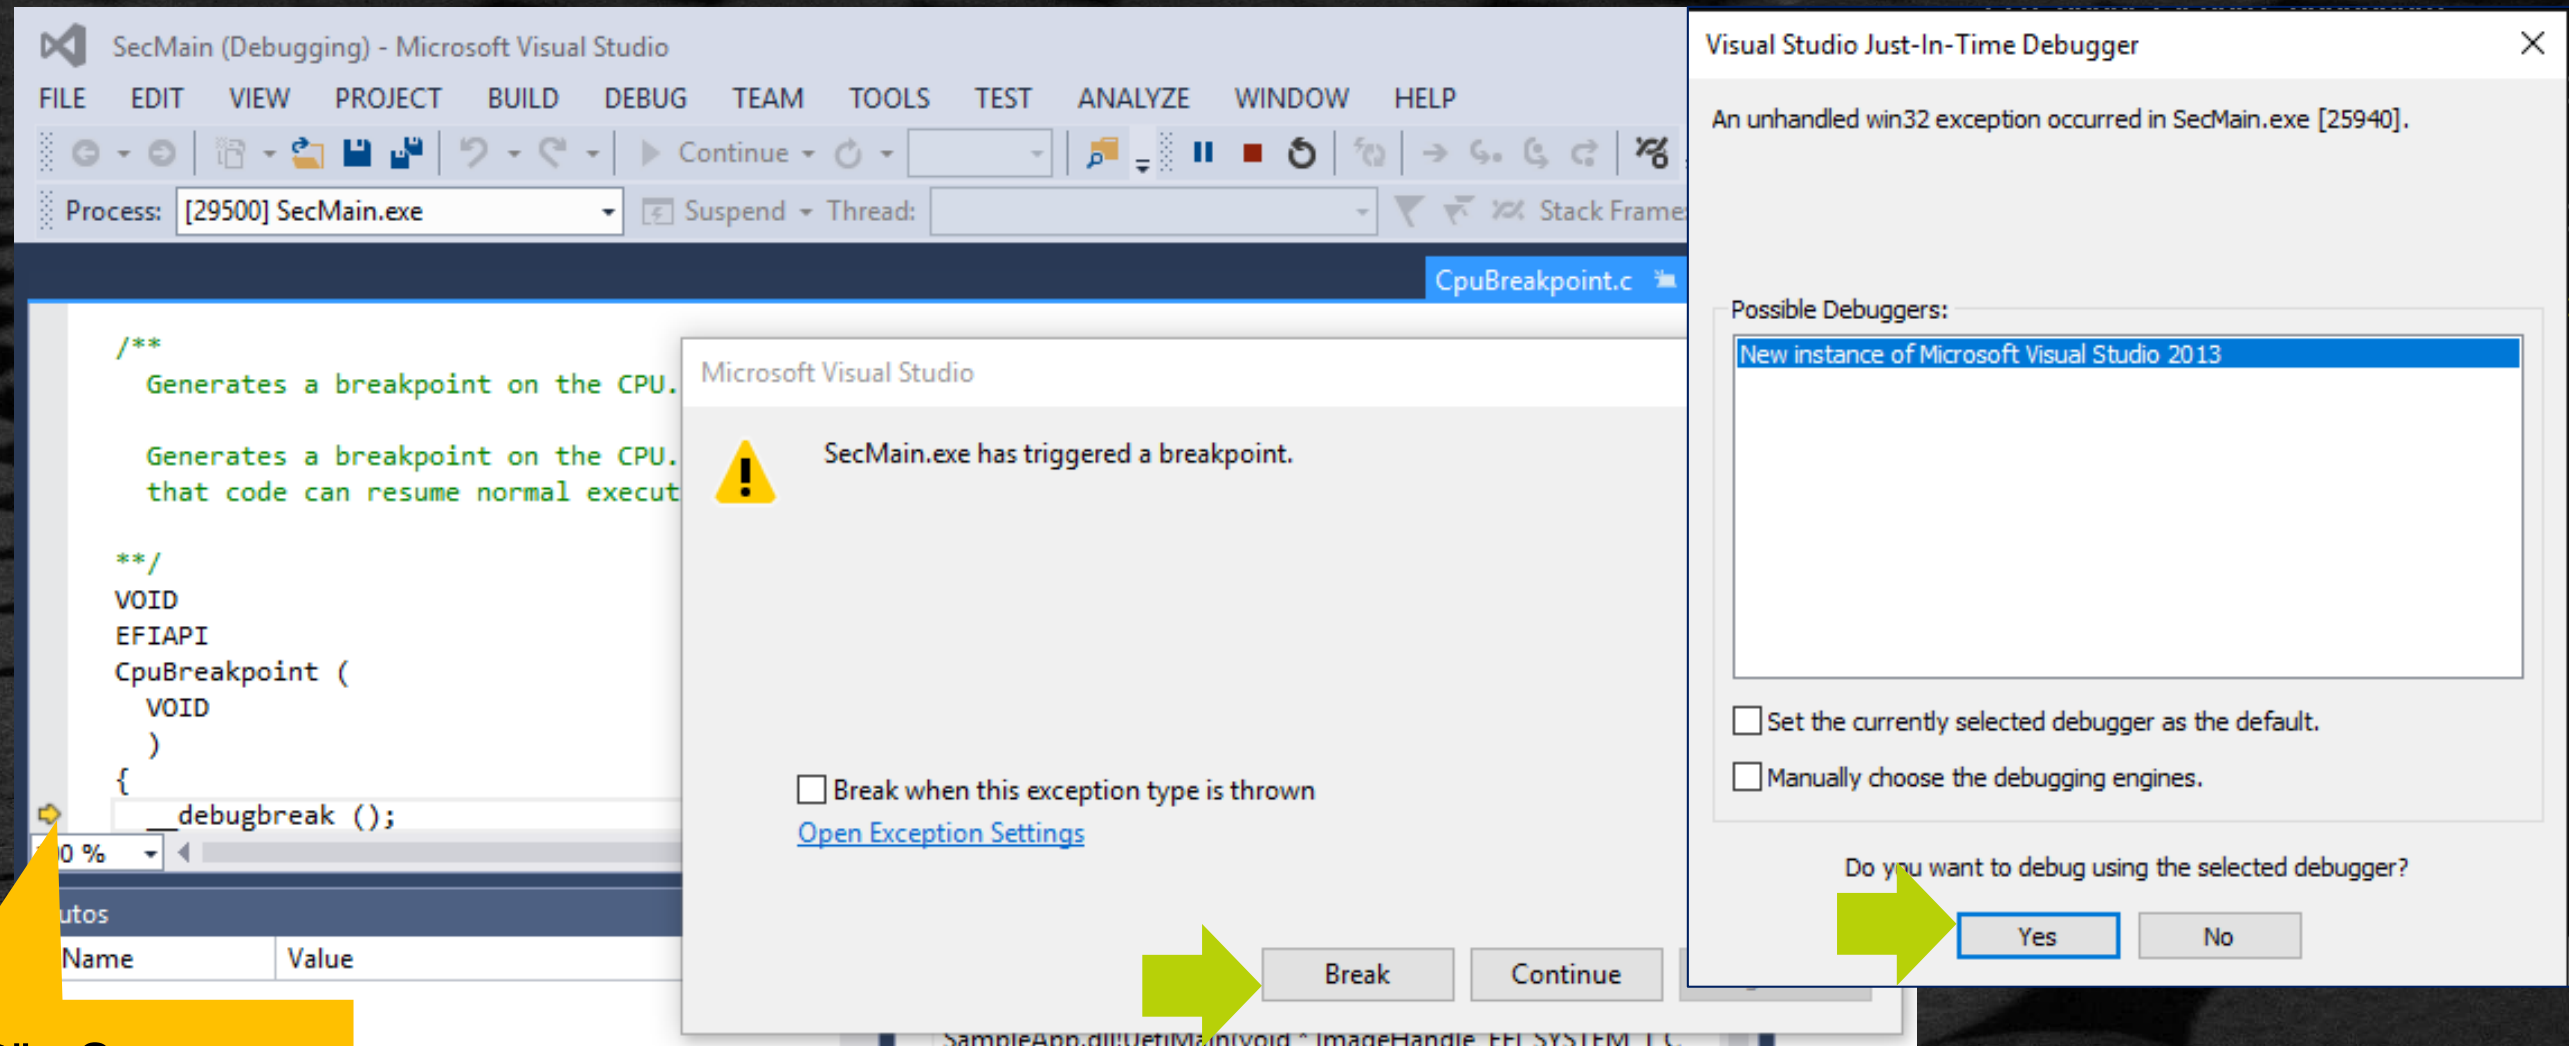 SecMain (Debugging) - Microsoft Visual Studio
FILE EDIT VIEW PROJECT BUILD DEBUG TEAM TOOLS TEST ANALYZE WINDOW HELP
Continue
Process: [29500] SecMain.exe Suspend Thread: Stack Frame:
CpuBreakpoint.c
/**
Generates a breakpoint on the CPU.
Generates a breakpoint on the CPU.
that code can resume normal execut
**/
VOID
EFIAPI
CpuBreakpoint (
VOID
)
{
__debugbreak ();
0 %
utos
Name Value
Microsoft Visual Studio
SecMain.exe has triggered a breakpoint.
Break when this exception type is thrown
Open Exception Settings
Break Continue
SampleApp.dll!UefiMain(void * ImageHandle, EFI_SYSTEM_T C
Visual Studio Just-In-Time Debugger
An unhandled win32 exception occurred in SecMain.exe [25940].
Possible Debuggers:
New instance of Microsoft Visual Studio 2013
Set the currently selected debugger as the default.
Manually choose the debugging engines.
Do you want to debug using the selected debugger?
Yes No